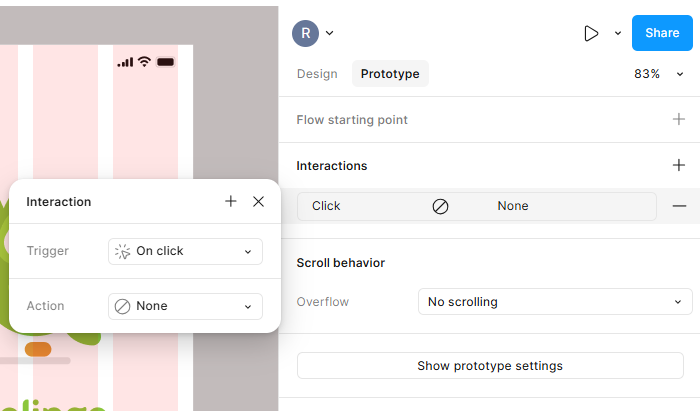 R
Share
Design Prototype 83%
Flow starting point
Interactions
Click None
Interaction
Trigger On click
Action None
Scroll behavior
Overflow No scrolling
Show prototype settings